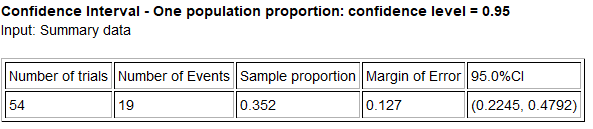 Confidence Interval - One population proportion: confidence level = 0.95
Input: Summary data
Number of trials Number of Events Sample proportion Margin of Error 95.0%CI
54 19 0.352 0.127 (0.2245, 0.4792)